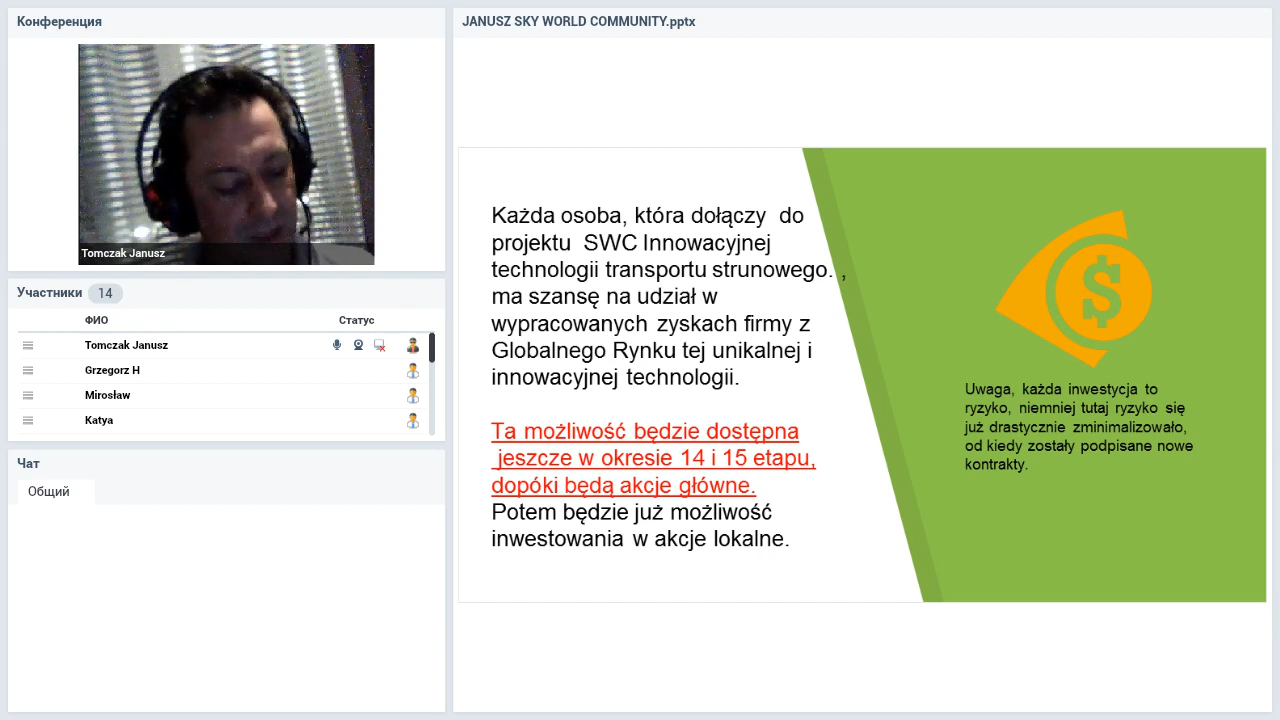 Конференция
Tomczak Janusz
Участники 14
ФИО Статус
Tomczak Janusz
Grzegorz H
Mirosław
Katya
Чат
Общий
JANUSZ SKY WORLD COMMUNITY.pptx
Każda osoba, która dołączy do
projektu SWC Innowacyjnej
technologii transportu strunowego. ,
ma szansę na udział w
wypracowanych zyskach firmy z
Globalnego Rynku tej unikalnej i
innowacyjnej technologii.
Ta możliwość będzie dostępna
jeszcze w okresie 14 i 15 etapu,
dopóki będą akcje główne.
Potem będzie już możliwość
inwestowania w akcje lokalne.
$
Uwaga, każda inwestycja to
ryzyko, niemniej tutaj ryzyko się
już drastycznie zminimalizowało,
od kiedy zostały podpisane nowe
kontrakty.